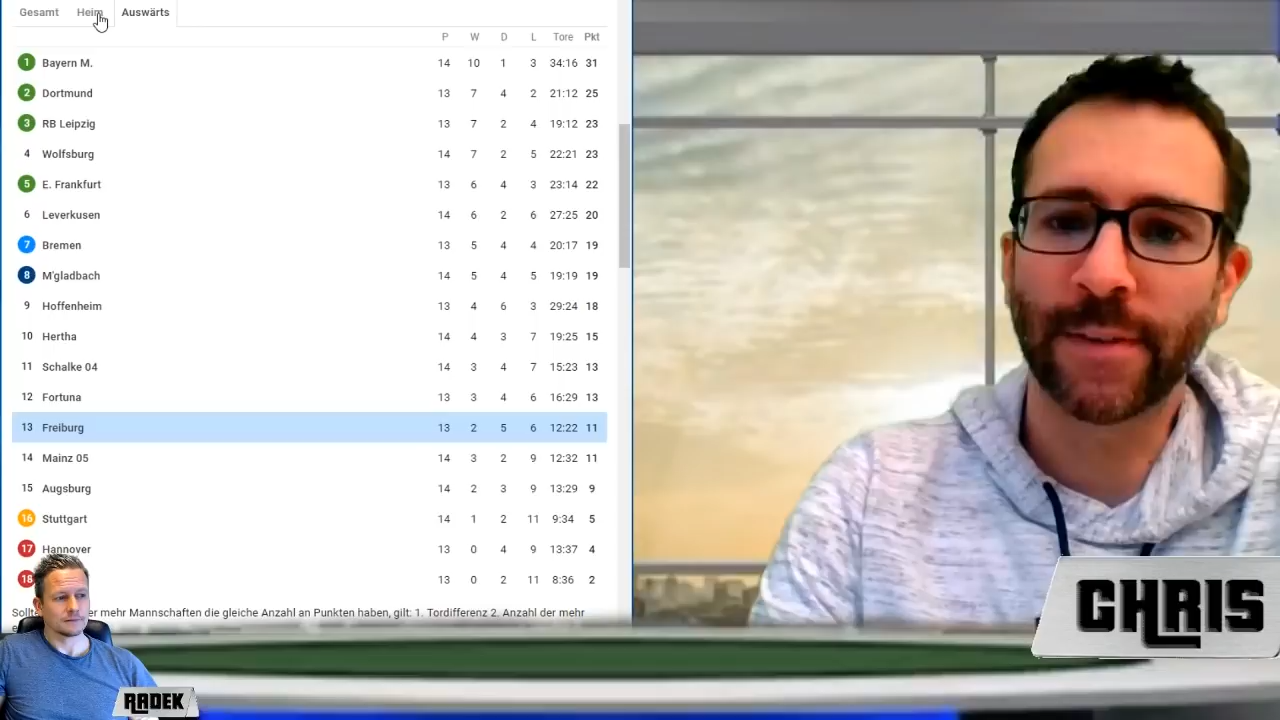 Gesamt Heim Auswärts
P W D L Tore Pkt
1 Bayern M. 14 10 1 3 34:16 31
2 Dortmund 13 7 4 2 21:12 25
3 RB Leipzig 13 7 2 4 19:12 23
4 Wolfsburg 14 7 2 5 22:21 23
5 E. Frankfurt 13 6 4 3 23:14 22
6 Leverkusen 14 6 2 6 27:25 20
7 Bremen 13 5 4 4 20:17 19
8 M'gladbach 14 5 4 5 19:19 19
9 Hoffenheim 13 4 6 3 29:24 18
10 Hertha 14 4 3 7 19:25 15
11 Schalke 04 14 3 4 7 15:23 13
12 Fortuna 13 3 4 6 16:29 13
13 Freiburg 13 2 5 6 12:22 11
14 Mainz 05 14 3 2 9 12:32 11
15 Augsburg 14 2 3 9 13:29 9
16 Stuttgart 14 1 2 11 9:34 5
17 Hannover 13 0 4 9 13:37 4
18 13 0 2 11 8:36 2
mehr Mannschaften die gleiche Anzahl an Punkten haben, gilt: 1. Tordifferenz 2. Anzahl der mehr
CHRIS
RADEK